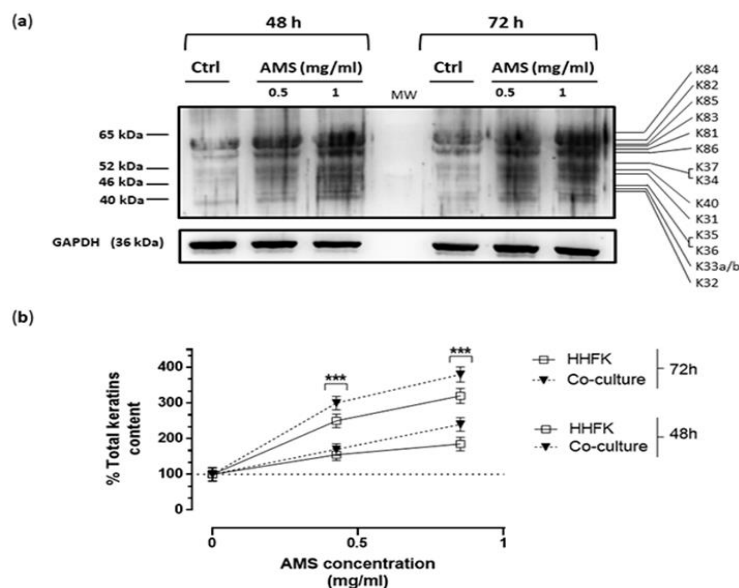 (a)
48 h 72 h
Ctrl AMS (mg/ml) Ctrl AMS (mg/ml)
0.5 1 MW 0.5 1
65 kDa
52 kDa
46 kDa
40 kDa
GAPDH (36 kDa)
K84
K82
K85
K83
K81
K86
K37
K34
K40
K31
K35
K36
K33a/b
K32
(b)
% Total keratins
content
400
300
200
100
0
*** ***
0 0.5 1
AMS concentration
(mg/ml)
HHFK
Co-culture
72h
HHFK
Co-culture
48h